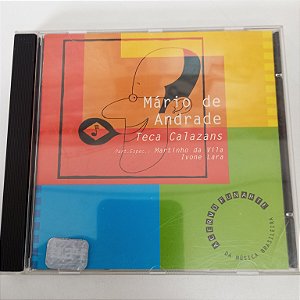 Mário de
Andrade
Teca Calazans
Part.Espec.: Martinho da Vila
Ivone Lara
ACERVO FUNARTE
DA MÚSICA BRASILEIRA